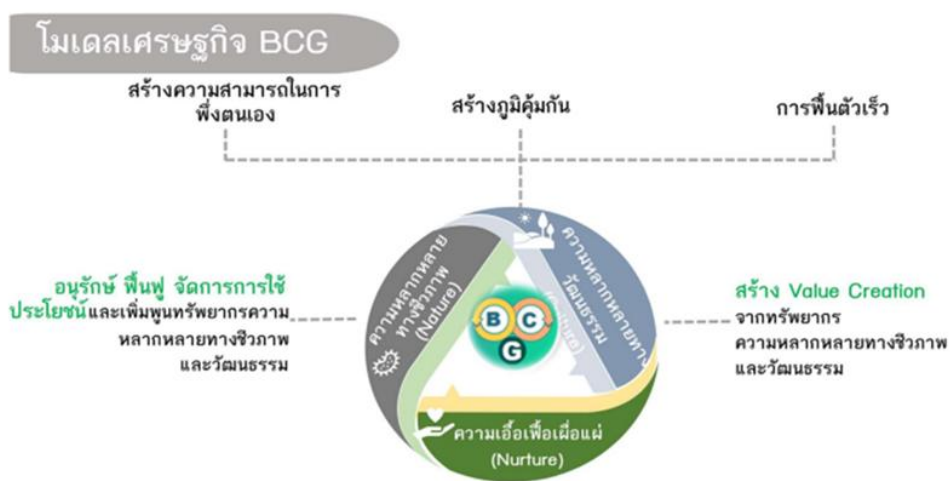 โมเดลเศรษฐกิจ BCG
สร้างความสามารถในการ
พึ่งตนเอง
สร้างภูมิคุ้มกัน
การฟื้นตัวเร็ว
อนุรักษ์ ฟื้นฟู จัดการการใช้
ประโยชน์และเพิ่มพูนทรัพยากรความ
หลากหลายทางชีวภาพ
และวัฒนธรรม
ความหลากหลาย
ทางชีวภาพ
(Nature)
ความหลากหลายทาง
วัฒนธรรม
B C
G
ความเอื้อเฟื้อเผื่อแผ่
(Nurture)
สร้าง Value Creation
จากทรัพยากร
ความหลากหลายทางชีวภาพ
และวัฒนธรรม